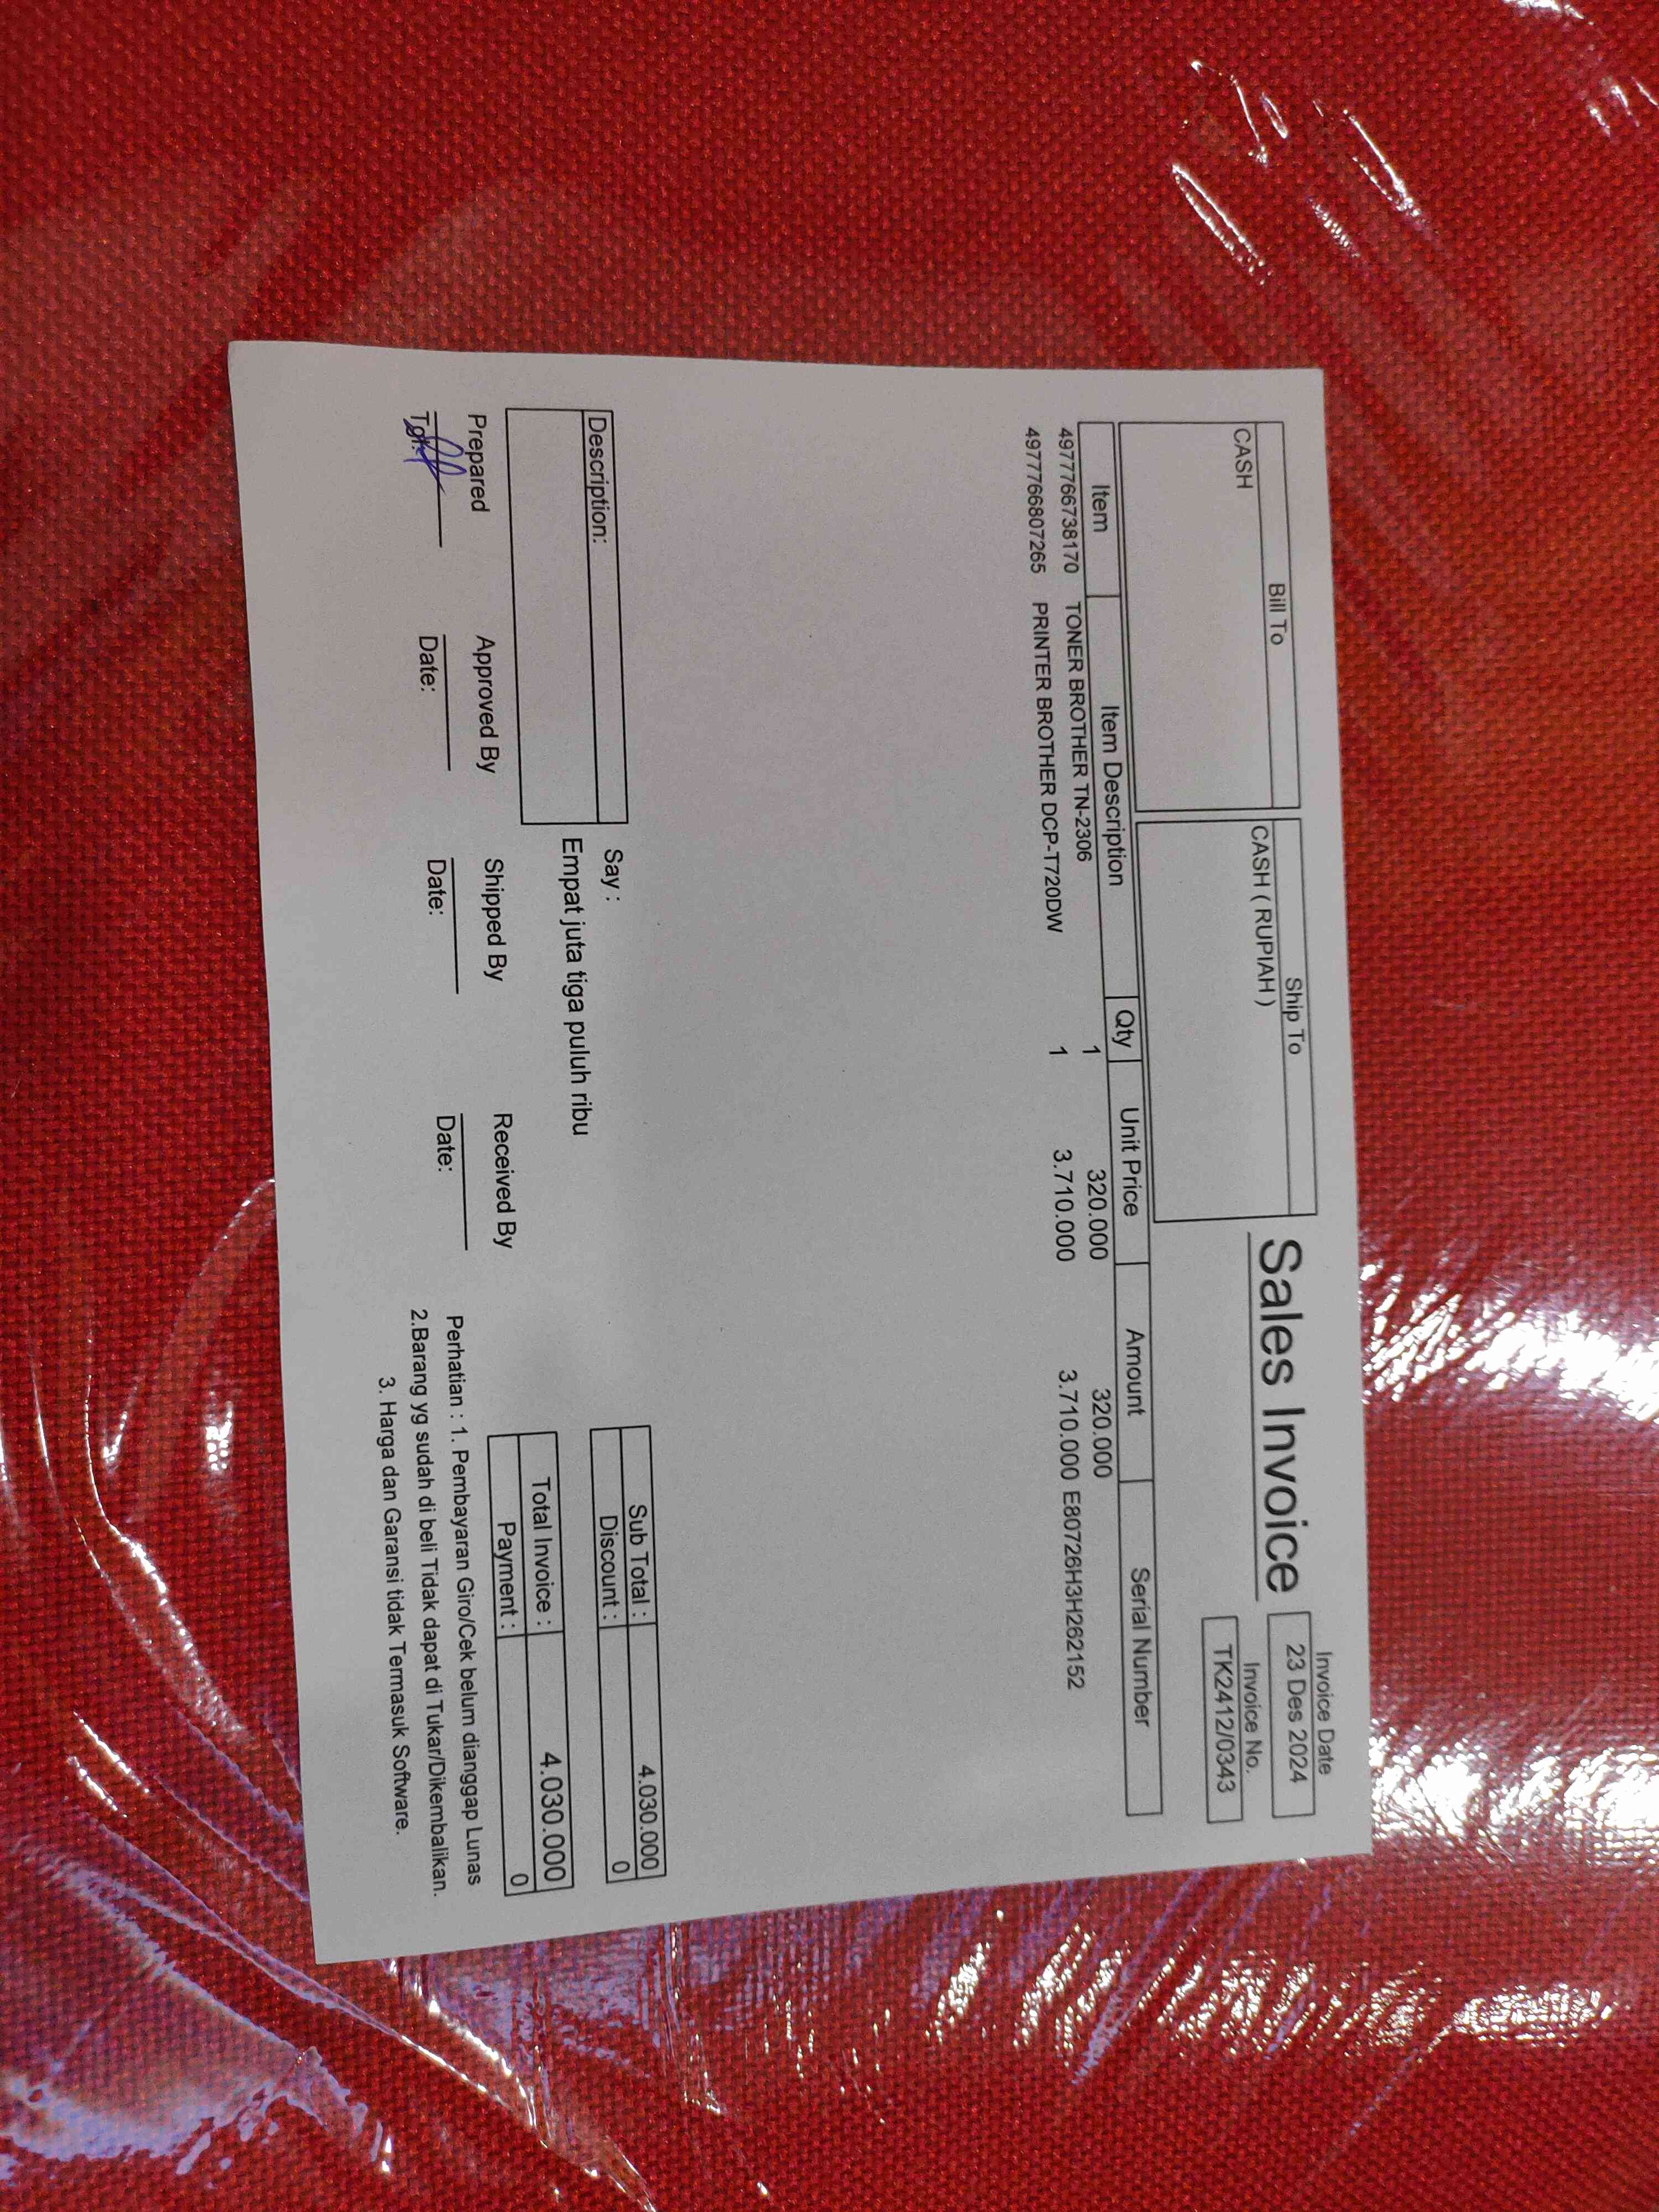 Bill To
CASH
Ship To
CASH ( RUPIAH )
Sales Invoice
Invoice Date
23 Des 2024
Invoice No.
TK2412/0343
Item Item Description Qty Unit Price Amount Serial Number
4977766738170 TONER BROTHER TN-2306 1 320.000 320.000
4977766807265 PRINTER BROTHER DCP-T720DW 1 3.710.000 3.710.000 E80726H3H262152
Description:
Say :
Empat juta tiga puluh ribu
Sub Total : 4.030.000
Discount : 0
Total Invoice : 4.030.000
Payment : 0
Prepared Approved By Shipped By Received By
Tgl. Date: Date: Date:
Perhatian : 1. Pembayaran Giro/Cek belum dianggap Lunas
2.Barang yg sudah di beli Tidak dapat di Tukar/Dikembalikan.
3. Harga dan Garansi tidak Termasuk Software.